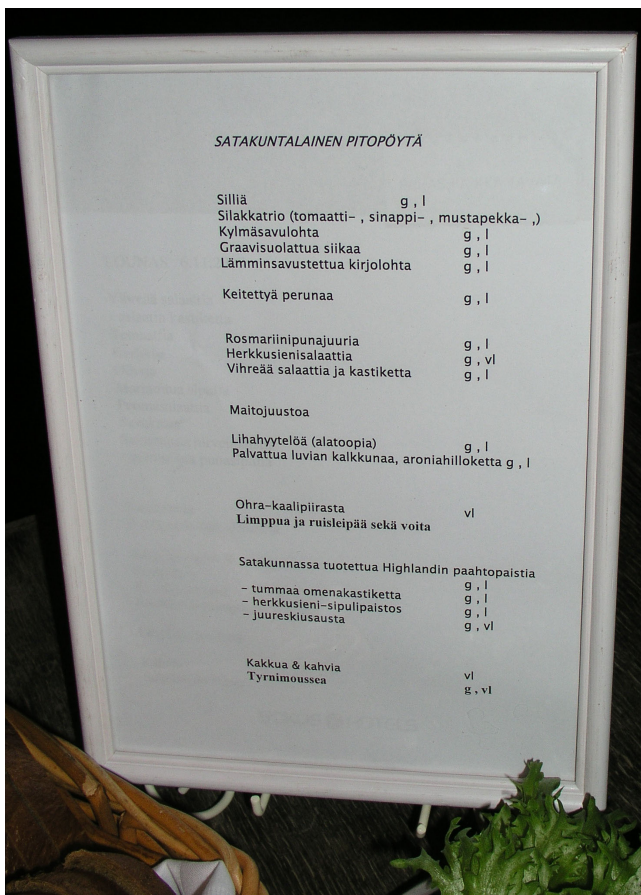 SATAKUNTALAINEN PITOPÖYTÄ
Silliä g , l
Silakkatrio (tomaatti- , sinappi- , mustapekka- ,)
Kylmäsavulohta g , l
Graavisuolattua siikaa g , l
Lämminsavustettua kirjolohta g , l
Keitettyä perunaa g , l
Rosmariinipunajuuria g , l
Herkkusienisalaattia g , vl
Vihreää salaattia ja kastiketta g , l
Maitojuustoa
Lihahyytelöä (alatoopia) g , l
Palvattua luvian kalkkunaa, aroniahilloketta g , l
Ohra-kaalipiirasta vl
Limppua ja ruisleipää sekä voita
Satakunnassa tuotettua Highlandin paahtopaistia
g , l
- tummaa omenakastiketta g , l
- herkkusieni-sipulipaistos g , l
- juureskiusausta g , vl
Kakkua & kahvia vl
Tyrnimoussea g , vl